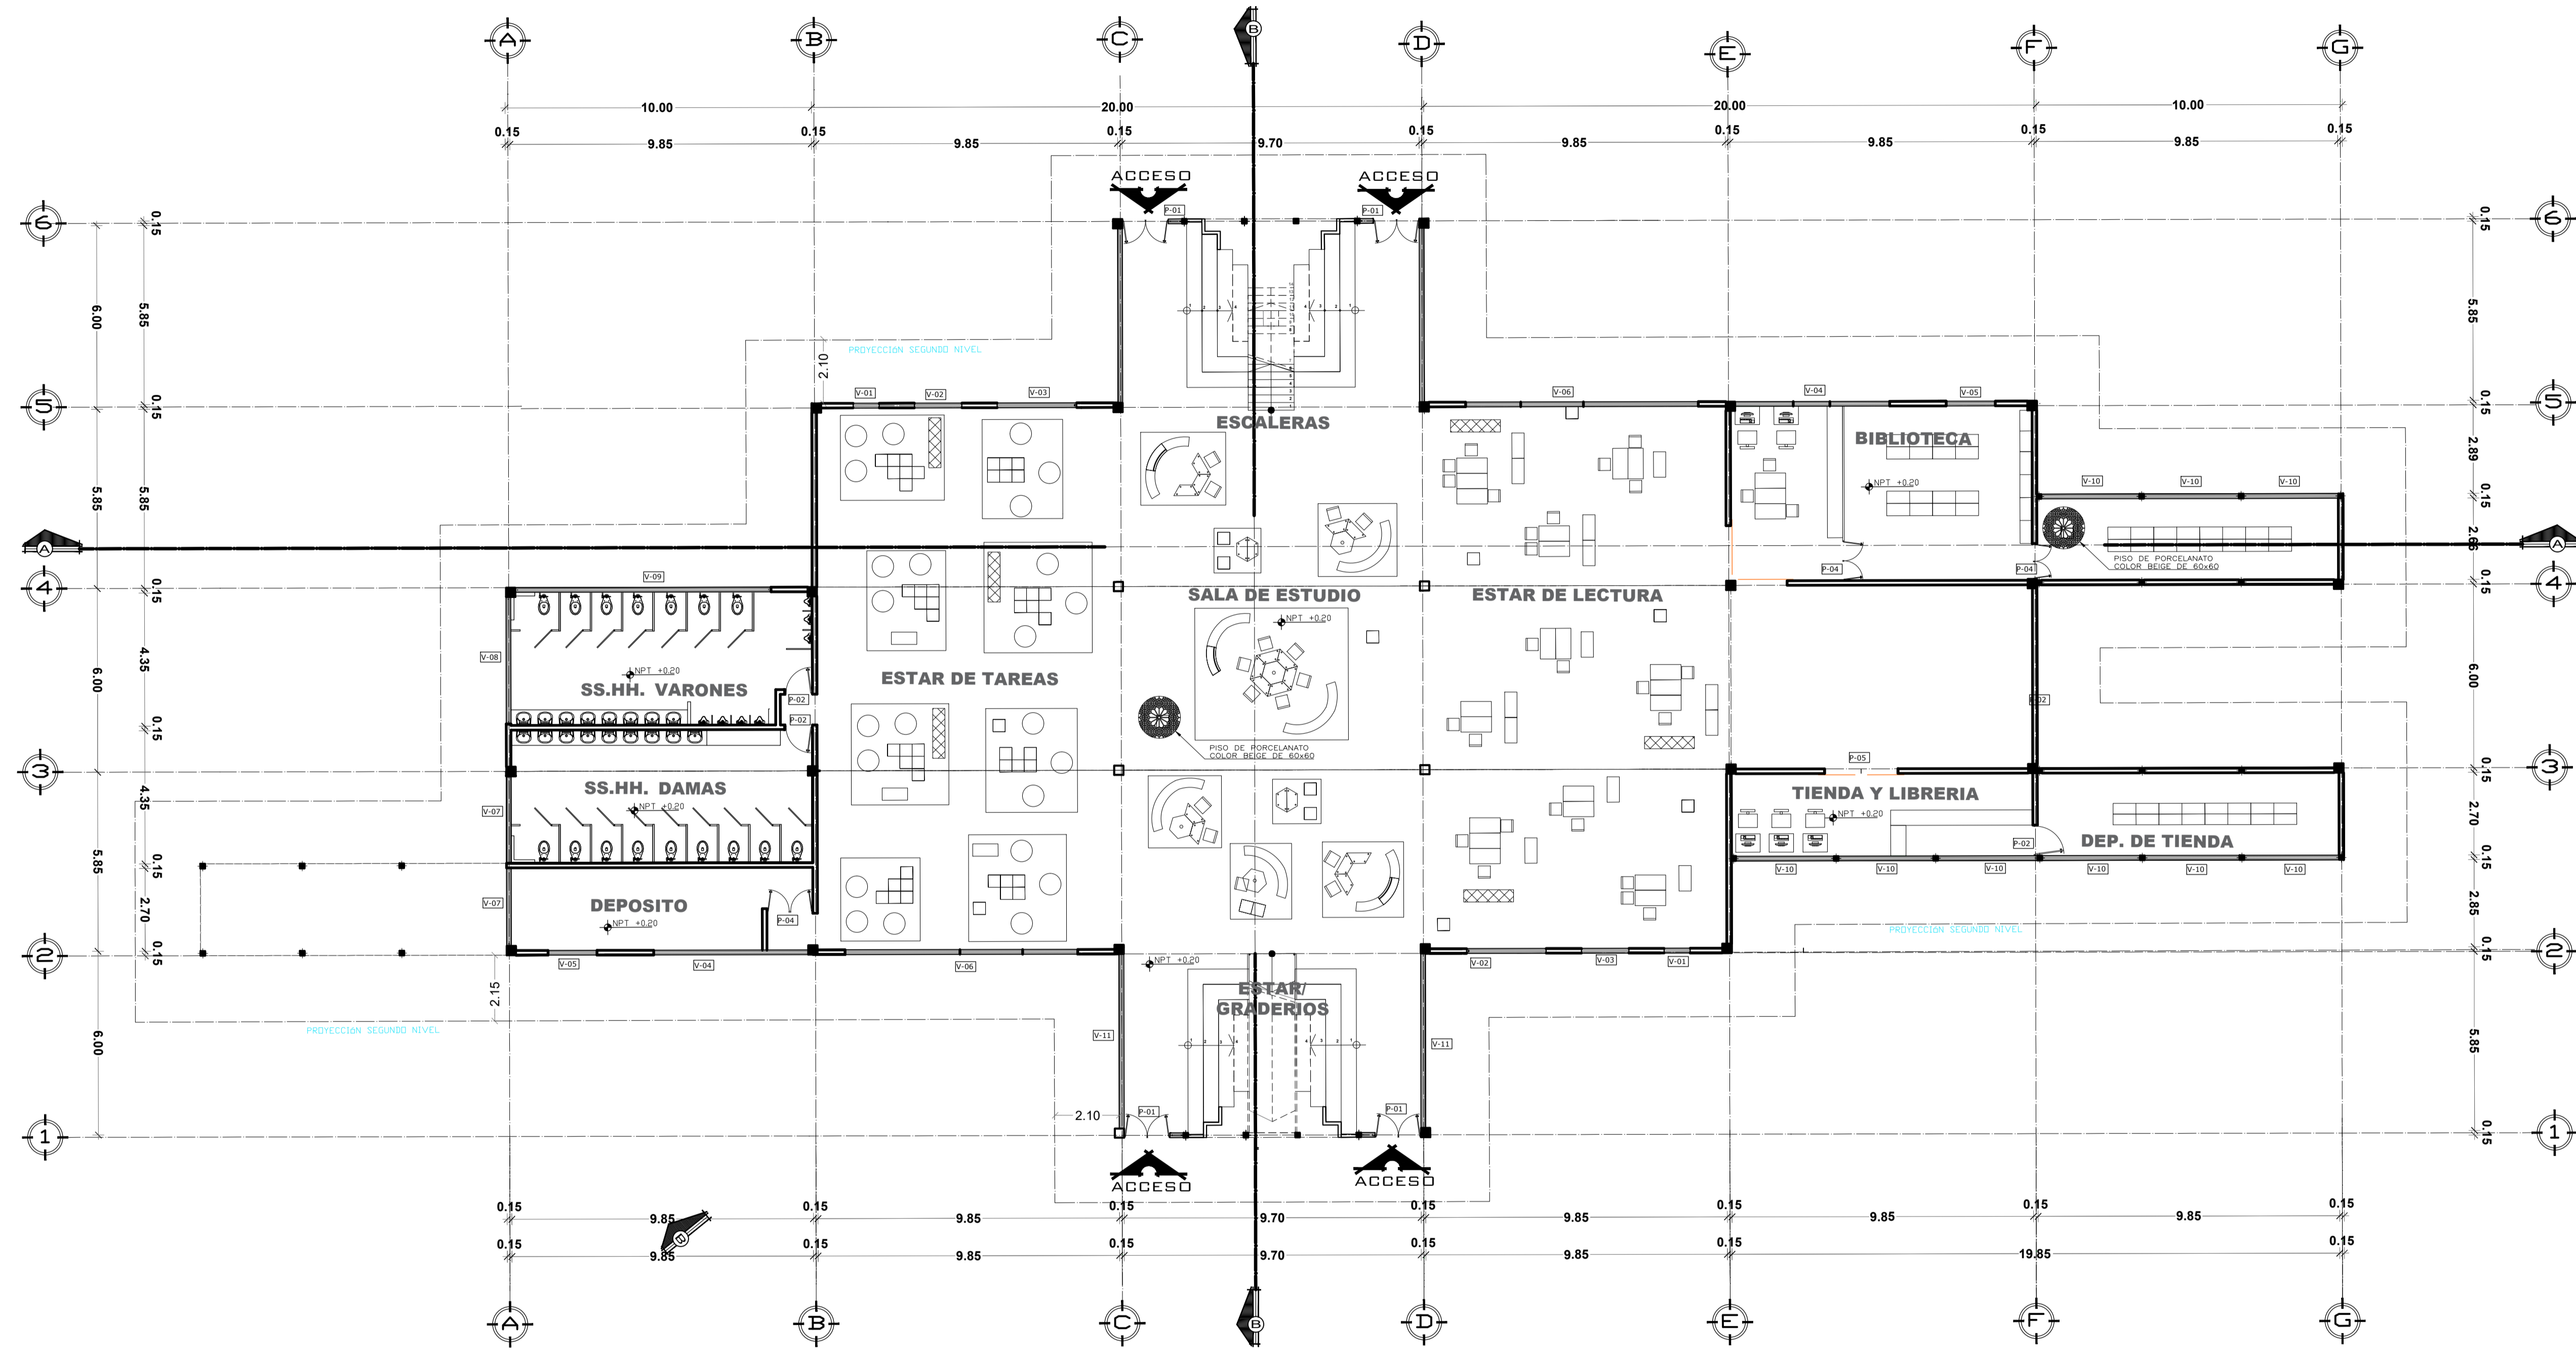 A B C B D E F G
10.00 20.00 20.00 10.00
0.15 0.15 0.15 0.15 0.15 0.15 0.15
9.85 9.85 9.70 9.85 9.85 9.85
ACCESO ACCESO
P-01 P-01
6 6
0.15 0.15
6.00 5.85 5.85
PROYECCIóN SEGUNDO NIVEL
2.10
V-01 V-02 V-03 V-06 V-04 V-05
5 5
0.15 0.15
ESCALERAS
BIBLIOTECA
NPT +0.20
2.89
5.85 5.85
V-10 V-10 V-10
0.15
2.66
A A
PISO DE PORCELANATO
COLOR BEIGE DE 60x60
P-04 P-04
V-09
4 4
0.15 0.15
SALA DE ESTUDIO ESTAR DE LECTURA
NPT +0.20
V-08
NPT +0.20
SS.HH. VARONES
ESTAR DE TAREAS
4.35
6.00 6.00
P-02
P-02
P-02
0.15
PISO DE PORCELANATO
COLOR BEIGE DE 60x60
P-05
3 3
0.15
SS.HH. DAMAS
NPT +0.20
TIENDA Y LIBRERIA
NPT +0.20
V-07
4.35
2.70
P-02
DEP. DE TIENDA
5.85
0.15 0.15
V-10 V-10 V-10 V-10 V-10 V-10
V-07
DEPOSITO
NPT +0.20
P-04
2.70 2.85
PROYECCIóN SEGUNDO NIVEL
2 2
0.15 0.15
V-05 V-04 V-06 V-02 V-03 V-01
NPT +0.20
2.15
ESTAR/
GRADERIOS
PROYECCIóN SEGUNDO NIVEL
V-11 V-11
6.00 5.85
2.10
P-01 P-01
1 1
0.15
ACCESO ACCESO
0.15 0.15 0.15 0.15 0.15 0.15 0.15
9.85 9.85 9.70 9.85 9.85 9.85
B
0.15 0.15 0.15 0.15 0.15 0.15
9.85 9.85 9.70 9.85 19.85
A B C B D E F G